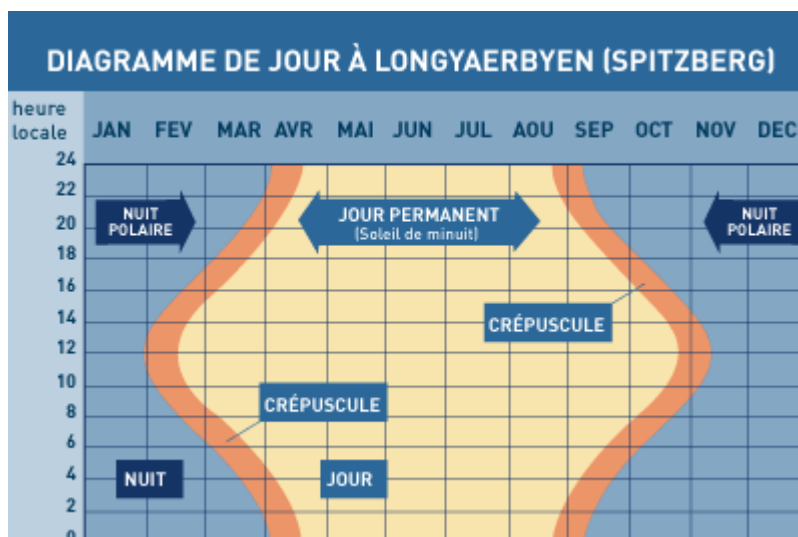 DIAGRAMME DE JOUR À LONGYAERBYEN (SPITZBERG)
heure
locale
JAN FEV MAR AVR MAI JUN JUL AOU SEP OCT NOV DEC
24
22
NUIT
POLAIRE
JOUR PERMANENT
(Soleil de minuit)
NUIT
POLAIRE
20
18
16
14
CRÉPUSCULE
12
10
8
CRÉPUSCULE
6
4
NUIT
JOUR
2
0